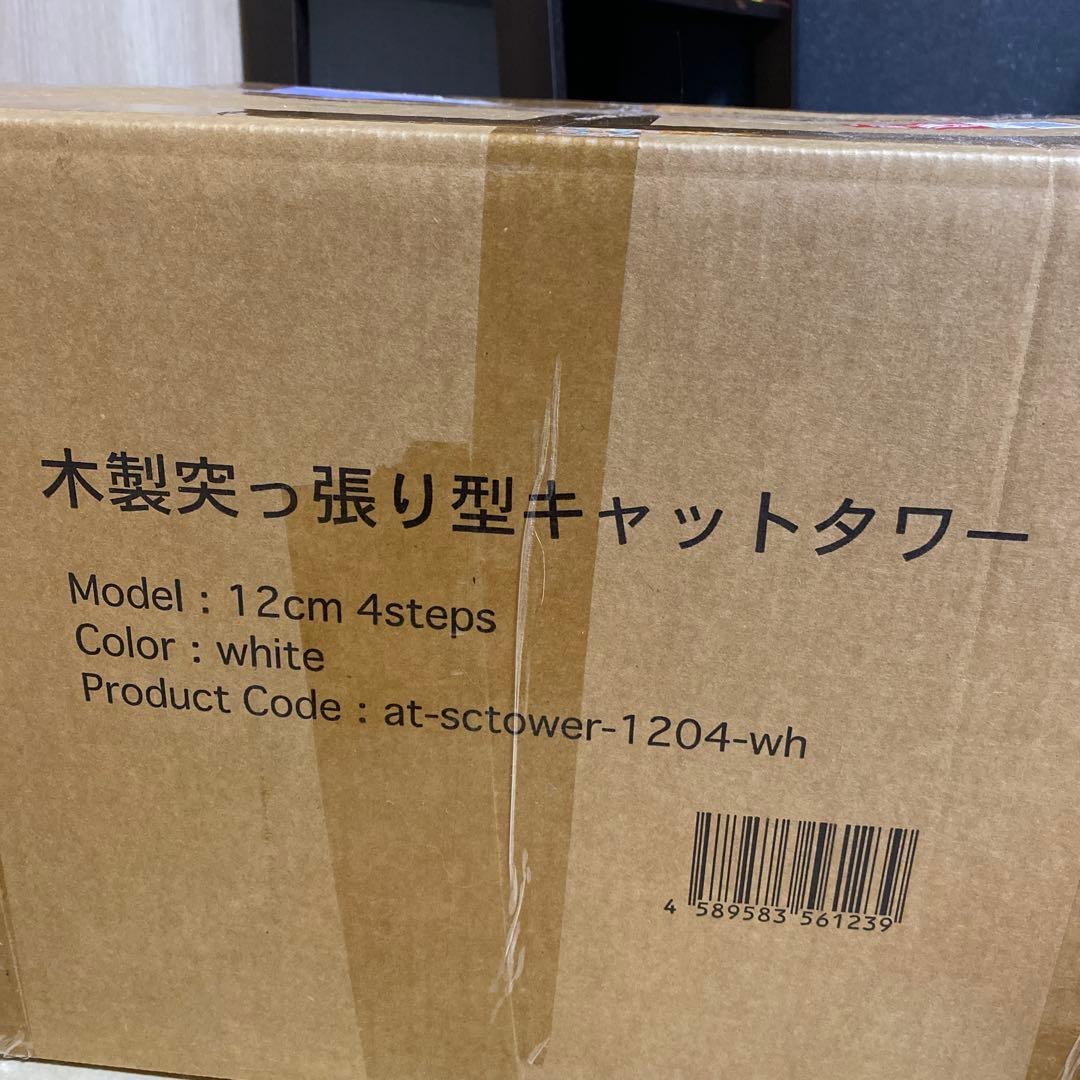 木製突っ張り型キャットタワー
Model : 12cm 4steps
Color : white
Product Code : at-sctower-1204-wh
4 589583 561239